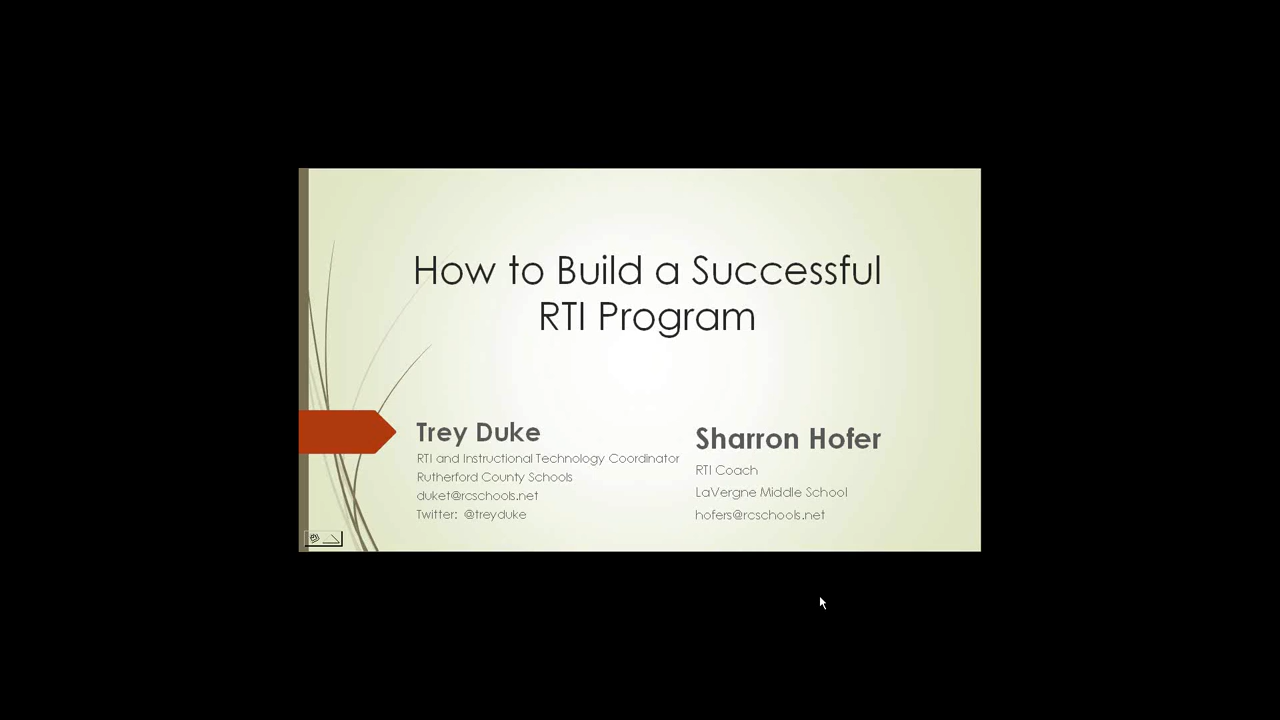 How to Build a Successful
RTI Program
Trey Duke
RTI and Instructional Technology Coordinator
Rutherford County Schools
duket@rcschools.net
Twitter: @treyduke
Sharron Hofer
RTI Coach
LaVergne Middle School
hofers@rcschools.net